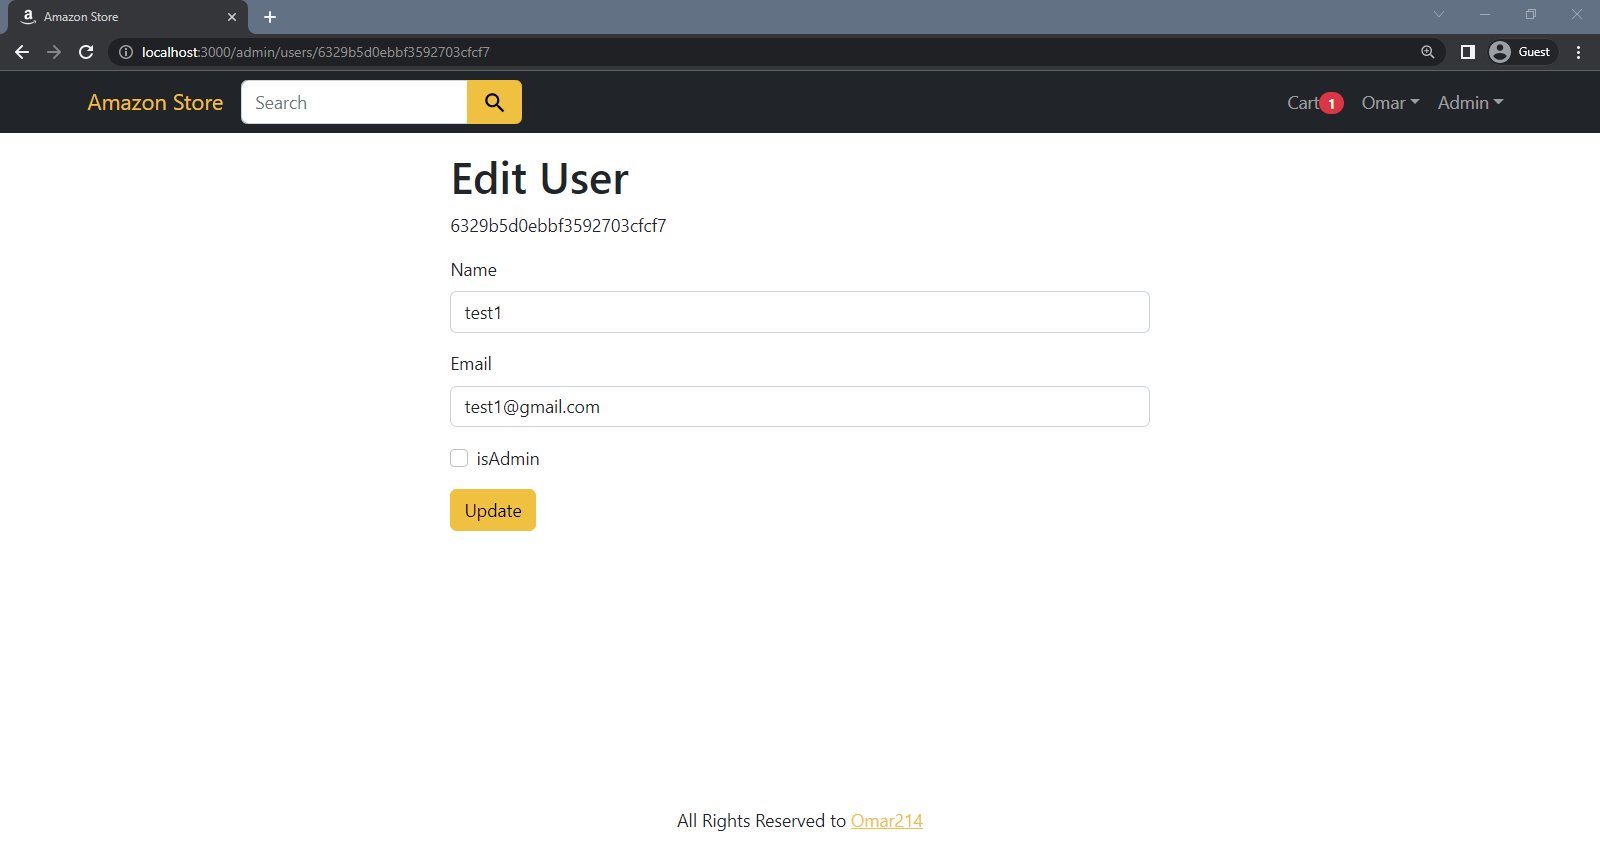 Amazon Store
localhost:3000/admin/users/6329b5d0ebbf3592703cfcf7
Guest
Amazon Store
Search
Cart 1
Omar
Admin
Edit User
6329b5d0ebbf3592703cfcf7
Name
test1
Email
test1@gmail.com
isAdmin
Update
All Rights Reserved to Omar214